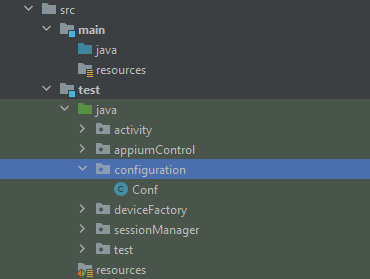 src
main
java
resources
test
java
activity
appiumControl
configuration
Conf
deviceFactory
sessionManager
test
resources